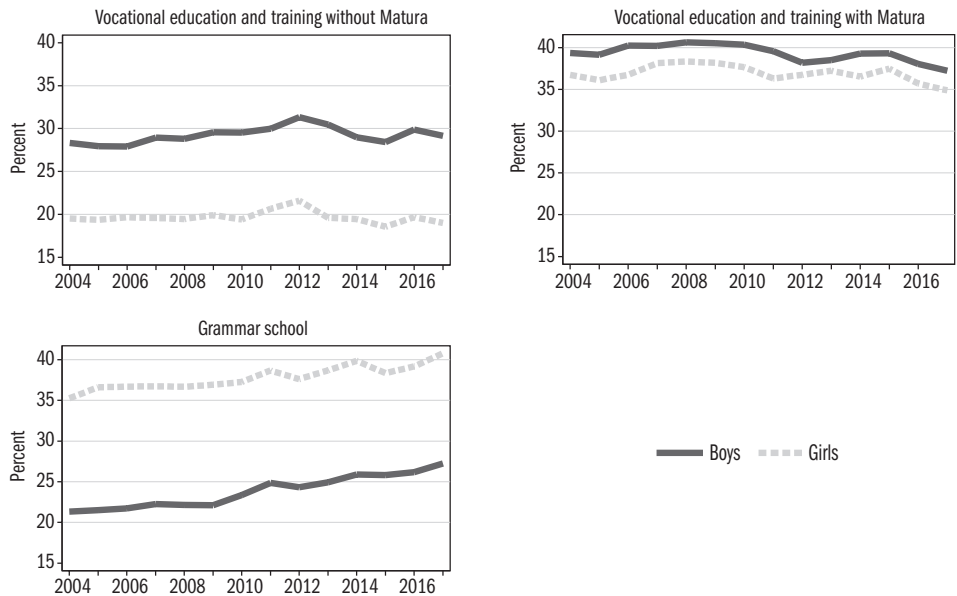 Vocational education and training without Matura
40
35
30
25
20
15
Percent
2004 2006 2008 2010 2012 2014 2016
Vocational education and training with Matura
40
35
30
25
20
15
Percent
2004 2006 2008 2010 2012 2014 2016
Grammar school
40
35
30
25
20
15
Percent
2004 2006 2008 2010 2012 2014 2016
Boys Girls